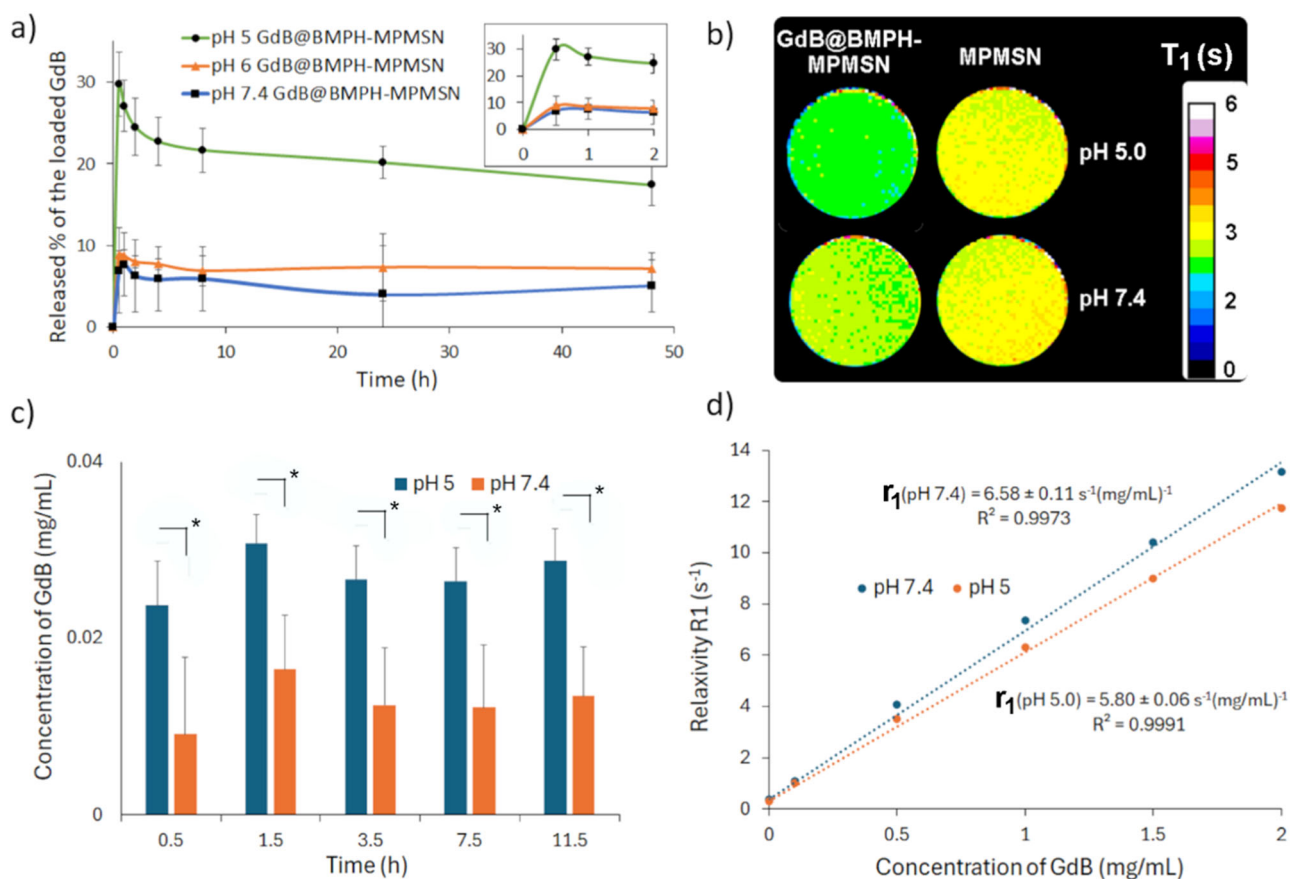 a)
pH 5 GdB@BMPH-MPMSN
pH 6 GdB@BMPH-MPMSN
pH 7.4 GdB@BMPH-MPMSN
Released % of the loaded GdB
30
20
10
0
0
10
20
30
40
50
Time (h)
30
20
10
0
0
1
2
b)
GdB@BMPH-
MPMSN
MPMSN
T1 (s)
pH 5.0
pH 7.4
6
5
3
2
0
c)
Concentration of GdB (mg/mL)
0.04
0.02
0
pH 5
pH 7.4
*
*
*
*
*
0.5
1.5
3.5
7.5
11.5
Time (h)
d)
Relaxivity R1 (s⁻¹)
14
12
10
8
6
4
2
0
r₁(pH 7.4) = 6.58 ± 0.11 s⁻¹(mg/mL)⁻¹
R² = 0.9973
pH 7.4
pH 5
r₁(pH 5.0) = 5.80 ± 0.06 s⁻¹(mg/mL)⁻¹
R² = 0.9991
0
0.5
1
1.5
2
Concentration of GdB (mg/mL)